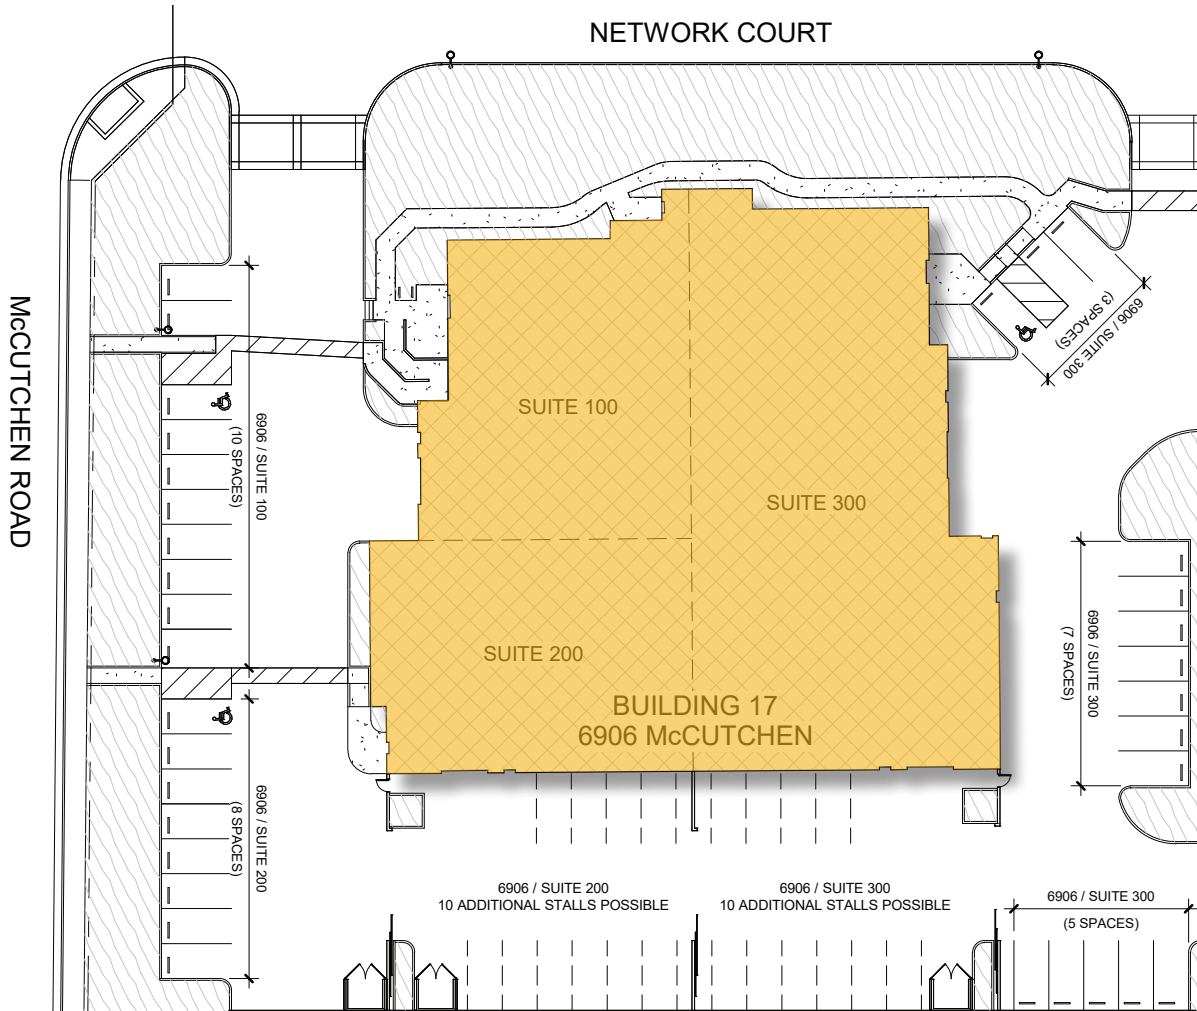 NETWORK COURT
McCUTCHEN ROAD
6906 / SUITE 300
(3 SPACES)
SUITE 100
6906 / SUITE 100
(10 SPACES)
SUITE 300
6906 / SUITE 300
(7 SPACES)
SUITE 200
BUILDING 17
6906 McCUTCHEN
6906 / SUITE 200
(8 SPACES)
6906 / SUITE 200
10 ADDITIONAL STALLS POSSIBLE
6906 / SUITE 300
10 ADDITIONAL STALLS POSSIBLE
6906 / SUITE 300
(5 SPACES)